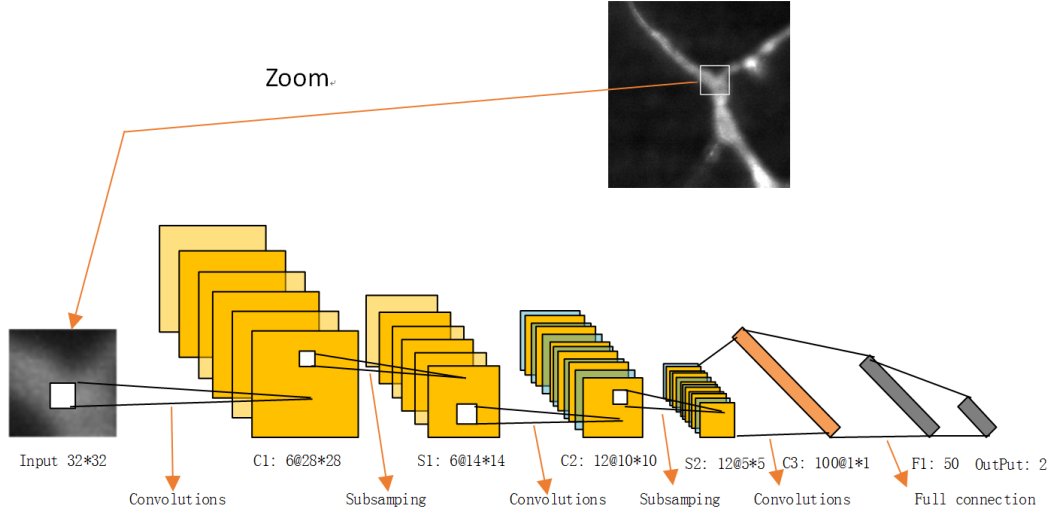 Zoom
Input 32*32
C1: 6@28*28
S1: 6@14*14
C2: 12@10*10
S2: 12@5*5
C3: 100@1*1
F1: 50
OutPut: 2
Convolutions
Subsamping
Convolutions
Subsamping
Convolutions
Full connection